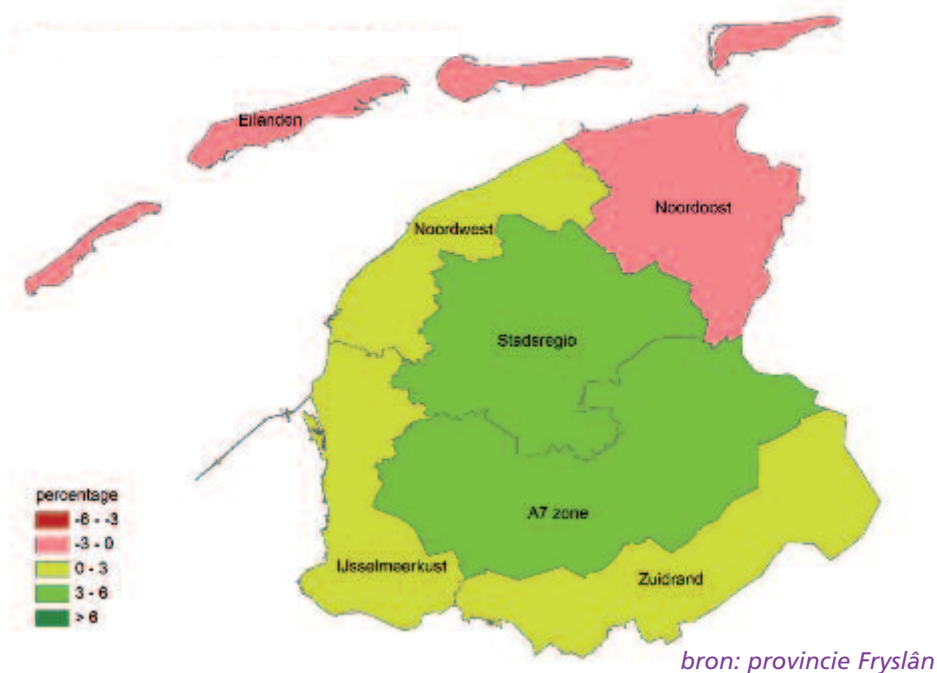 Eilanden
Noordoost
Noordwest
Stadsregio
A7 zone
IJsselmeerkust
Zuidrand
percentage
-6 - -3
-3 - 0
0 - 3
3 - 6
> 6
bron: provincie Fryslân